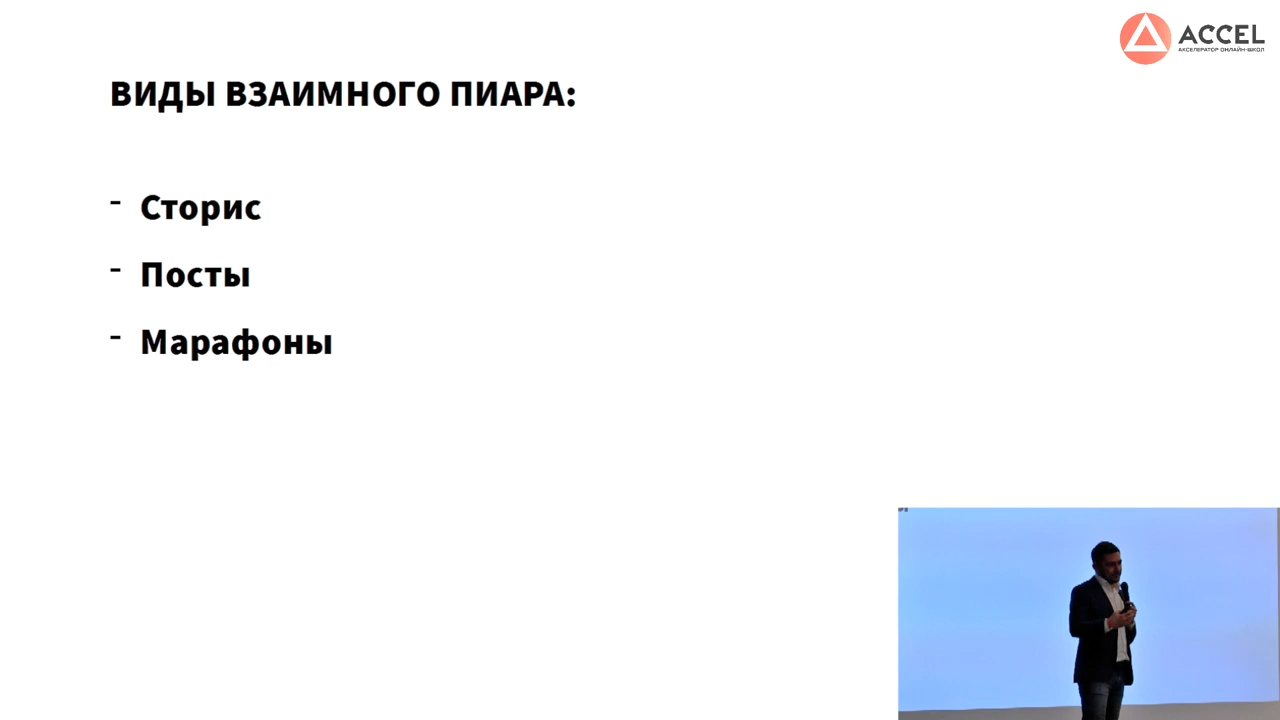 ACCEL
АКСЕЛЕРАТОР ОНЛАЙН-ШКОЛ
ВИДЫ ВЗАИМНОГО ПИАРА:
- Сторис
- Посты
- Марафоны